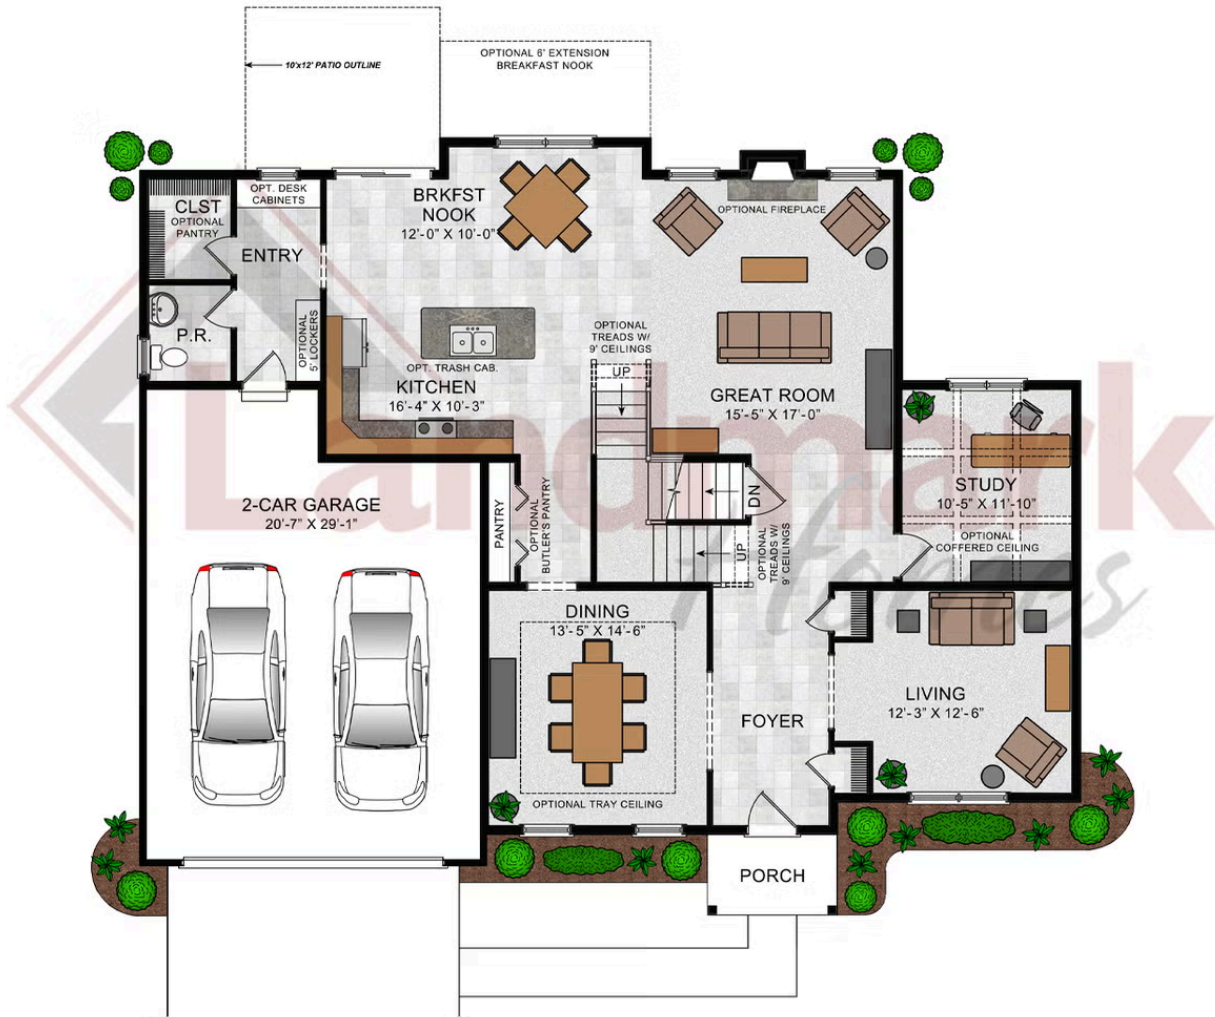 10'x12' PATIO OUTLINE
OPTIONAL 6' EXTENSION
BREAKFAST NOOK
OPT. DESK
CABINETS
CLST
OPTIONAL
PANTRY
BRKFST
NOOK
12'-0" X 10'-0"
OPTIONAL FIREPLACE
ENTRY
P.R.
OPTIONAL
5' LOCKERS
OPT. TRASH CAB.
KITCHEN
16'-4" X 10'-3"
OPTIONAL
TREADS W/
9' CEILINGS
UP
GREAT ROOM
15'-5" X 17'-0"
Landmark
Homes
2-CAR GARAGE
20'-7" X 29'-1"
PANTRY
OPTIONAL
BUTLER'S PANTRY
DN
UP
OPTIONAL
TREADS W/
9' CEILINGS
STUDY
10'-5" X 11'-10"
OPTIONAL
COFFERED CEILING
DINING
13'-5" X 14'-6"
OPTIONAL TRAY CEILING
FOYER
LIVING
12'-3" X 12'-6"
PORCH